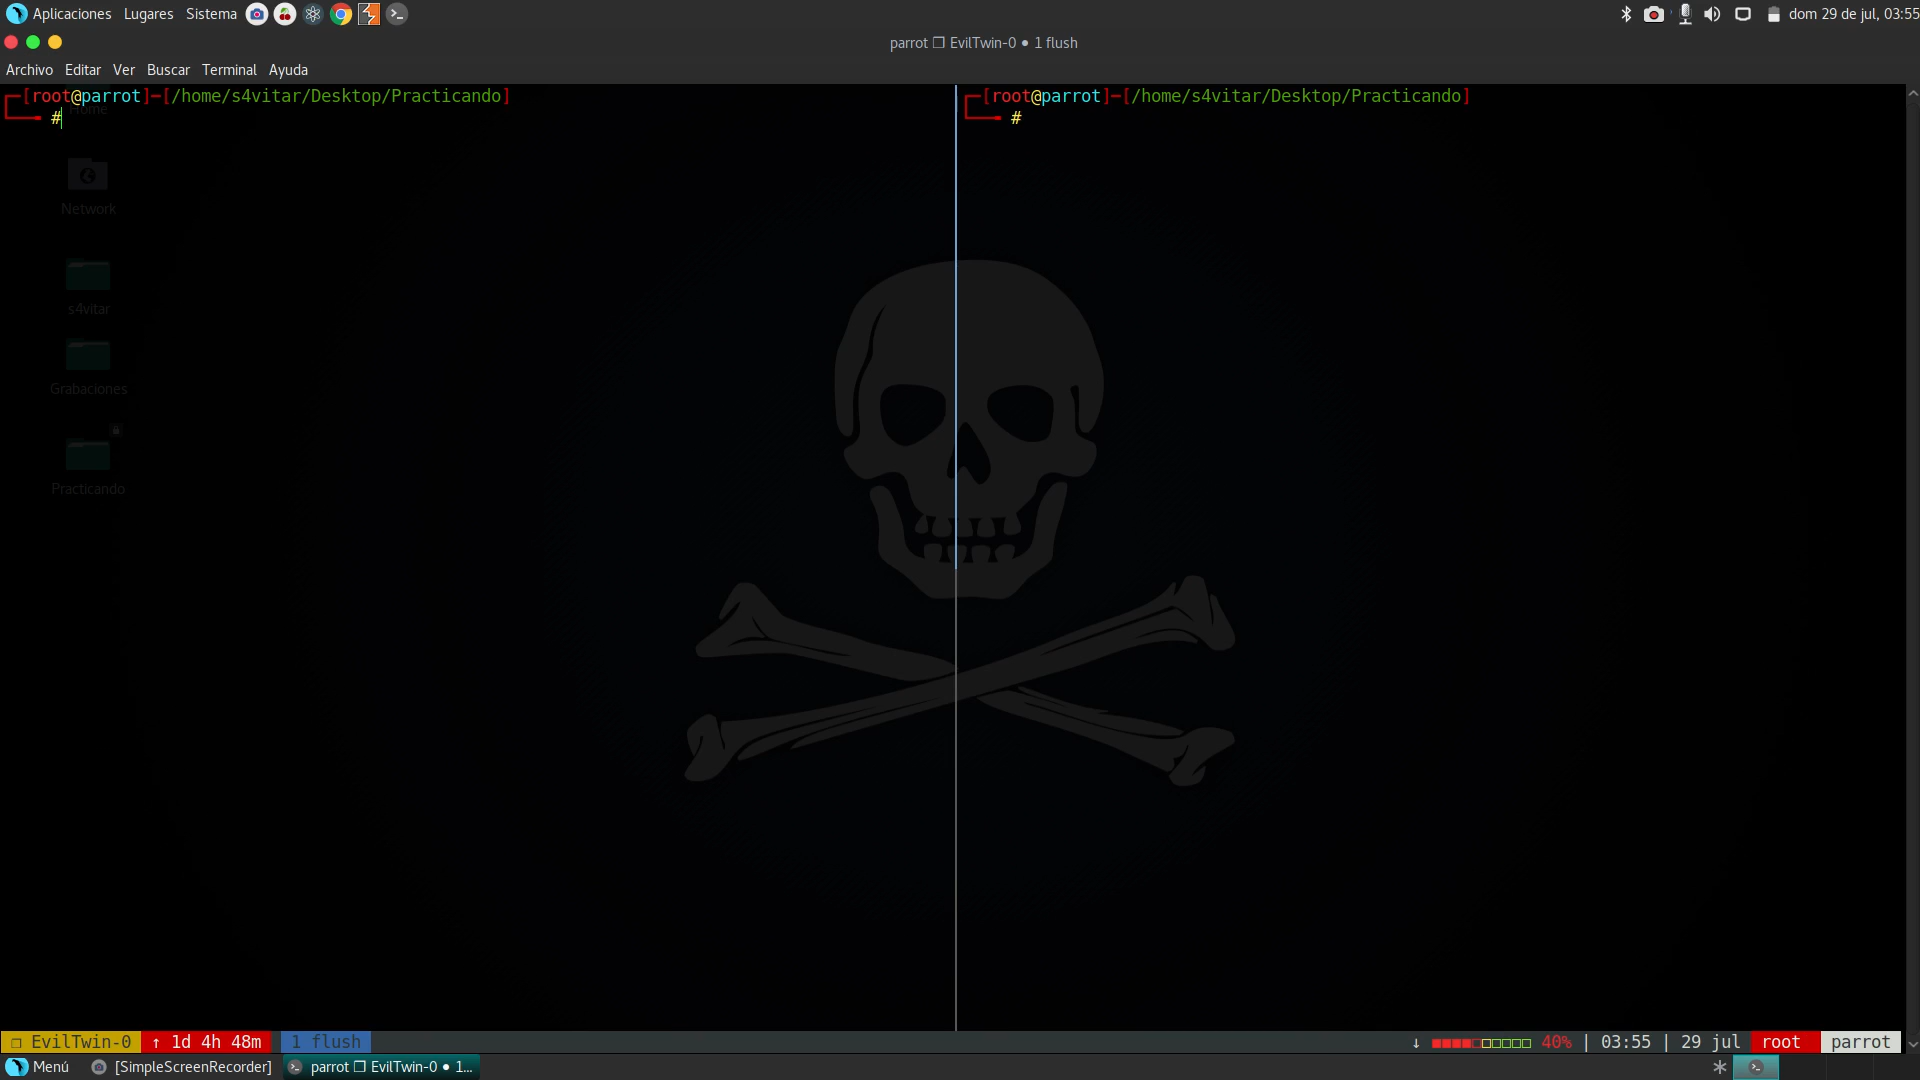 Aplicaciones Lugares Sistema dom 29 de jul, 03:55
parrot ❐ EvilTwin-0 ● 1 flush
Archivo Editar Ver Buscar Terminal Ayuda
┌─[root@parrot]─[/home/s4vitar/Desktop/Practicando]
└──╼ #
┌─[root@parrot]─[/home/s4vitar/Desktop/Practicando]
└──╼ #
Home
Network
s4vitar
Grabaciones
Practicando
❐ EvilTwin-0 ↑ 1d 4h 48m 1 flush ↓ 40% | 03:55 | 29 jul root parrot
Menú [SimpleScreenRecorder] parrot ❐ EvilTwin-0 ● 1...